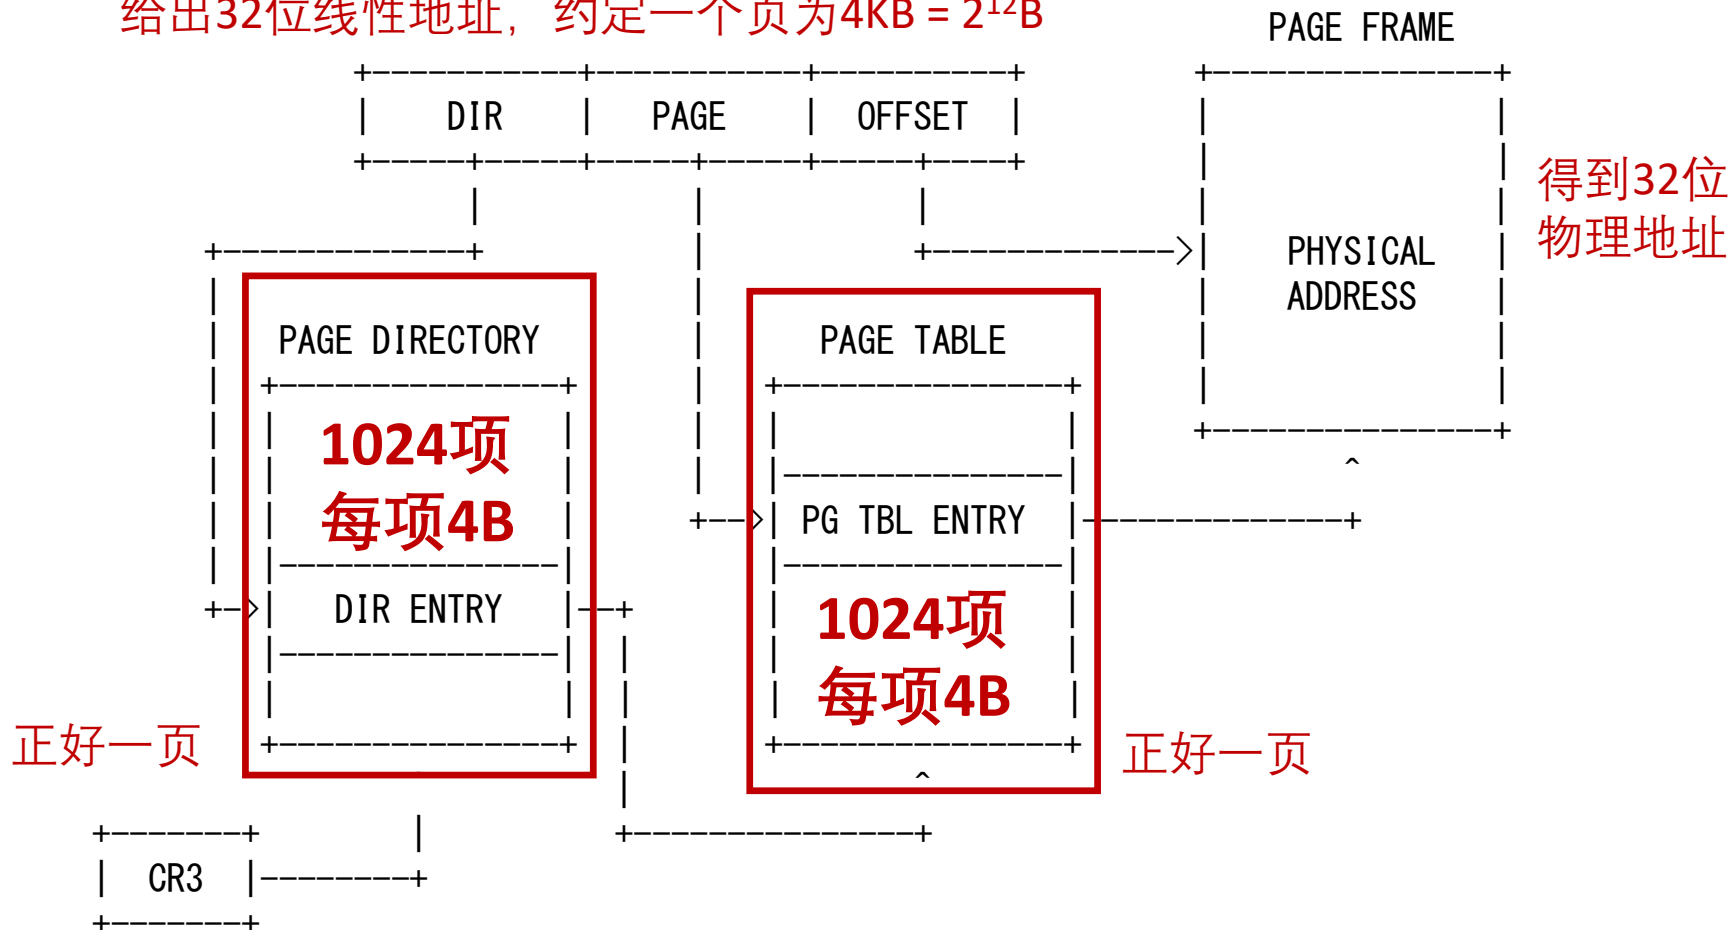 给出32位线性地址，约定一个页为4KB = 2¹²B
PAGE FRAME
DIR
PAGE
OFFSET
得到32位
物理地址
PHYSICAL
ADDRESS
PAGE DIRECTORY
PAGE TABLE
1024项
每项4B
PG TBL ENTRY
DIR ENTRY
1024项
每项4B
正好一页
正好一页
CR3